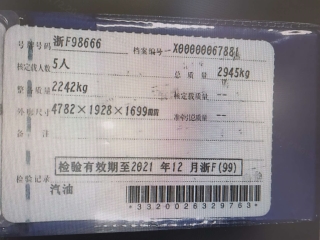 号牌号码 浙F98666 档案编号 X00000067881
核定载人数 5人 总质量 2945kg
整备质量 2242kg 核定载质量 --
外廓尺寸 4782×1928×1699mm 准牵引总质量 --
备注
检验有效期至2021年12月浙F(99)
检验记录
汽油
*3320026329763*